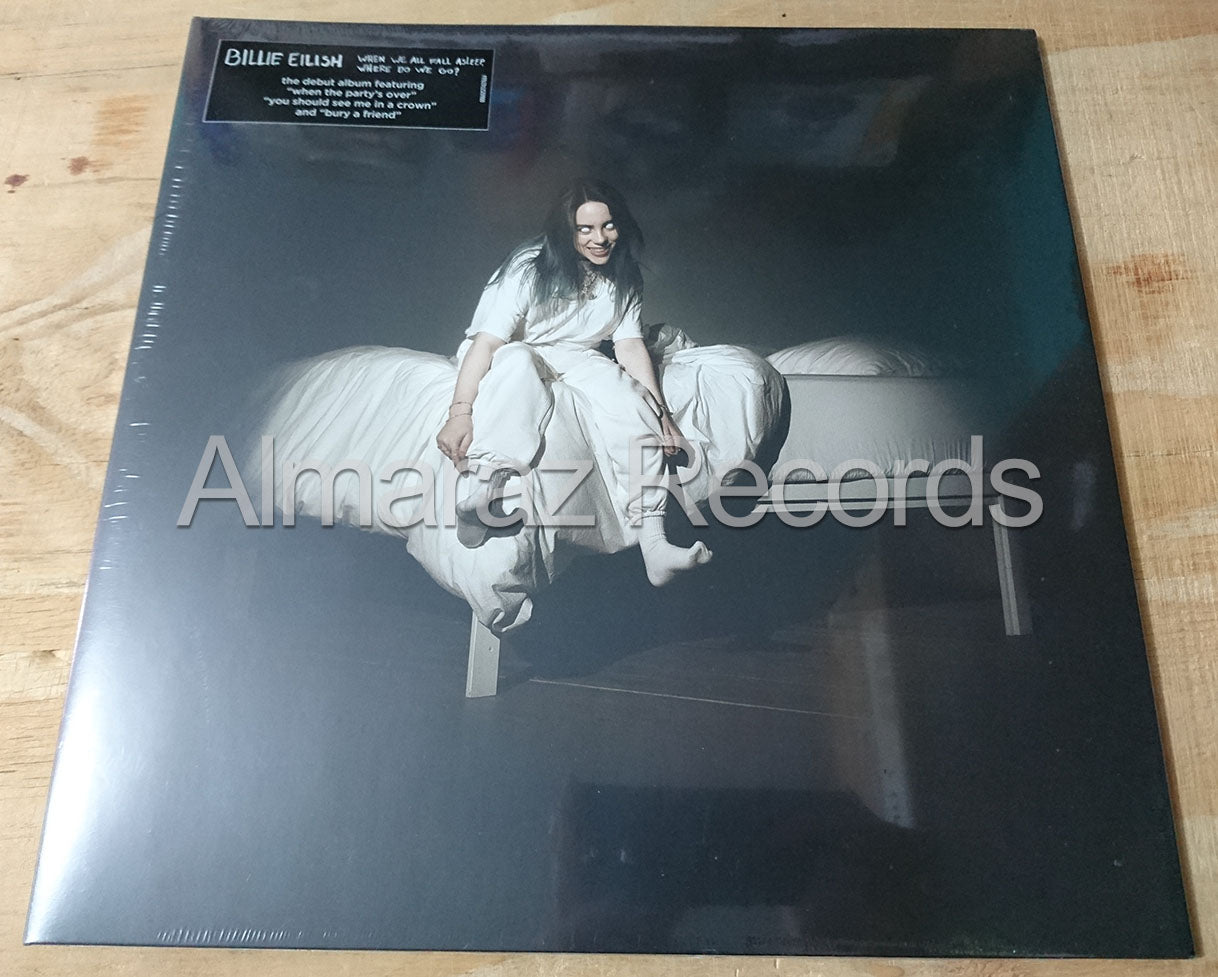 BILLIE EILISH
WHEN WE ALL FALL ASLEEP
WHERE DO WE GO?
the debut album featuring
"when the party's over"
"you should see me in a crown"
and "bury a friend"
Almaraz Records